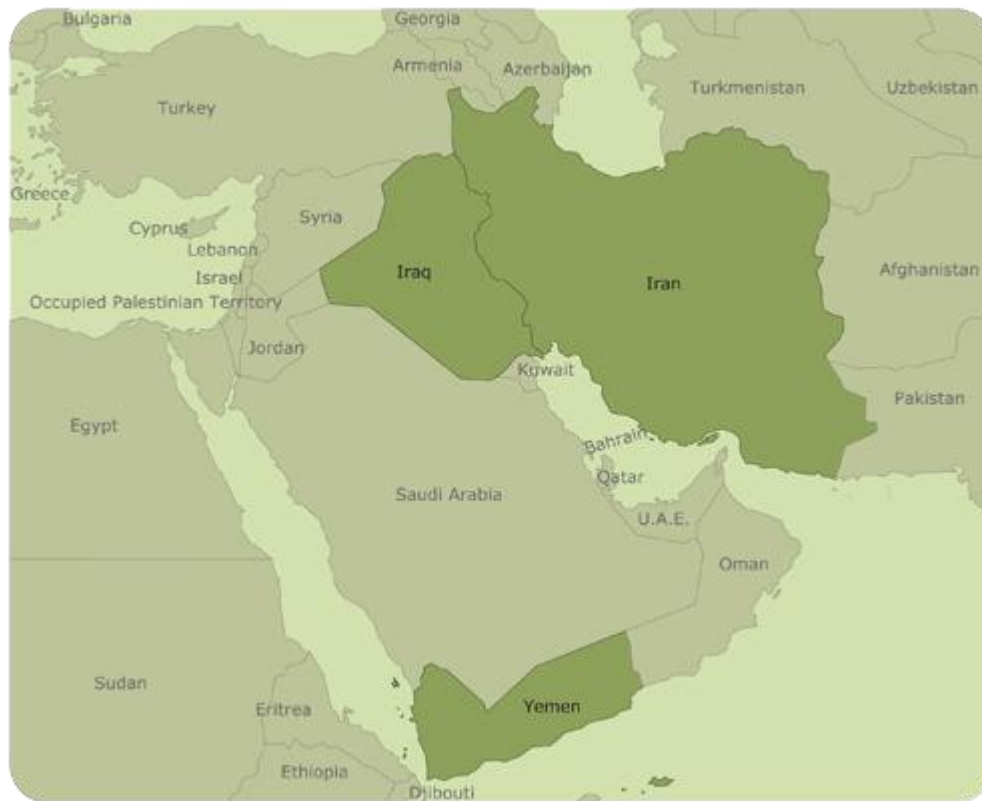 Bulgaria
Georgia
Armenia
Azerbaijan
Turkey
Turkmenistan
Uzbekistan
Greece
Cyprus
Syria
Lebanon
Israel
Iraq
Iran
Afghanistan
Occupied Palestinian Territory
Jordan
Kuwait
Pakistan
Egypt
Bahrain
Qatar
Saudi Arabia
U.A.E.
Oman
Sudan
Eritrea
Yemen
Ethiopia
Djibouti